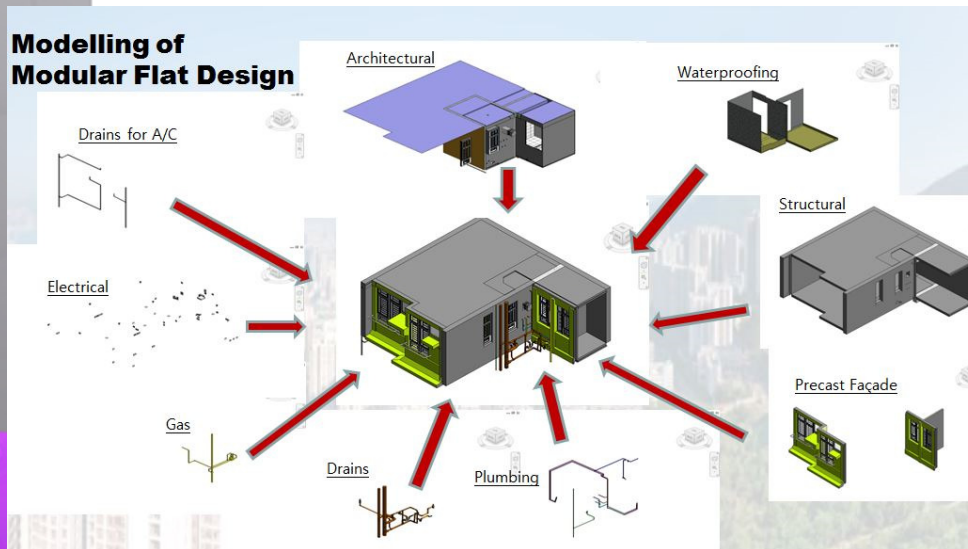 Modelling of
Modular Flat Design
Architectural
Waterproofing
Drains for A/C
Structural
Electrical
Precast Façade
Gas
Drains
Plumbing